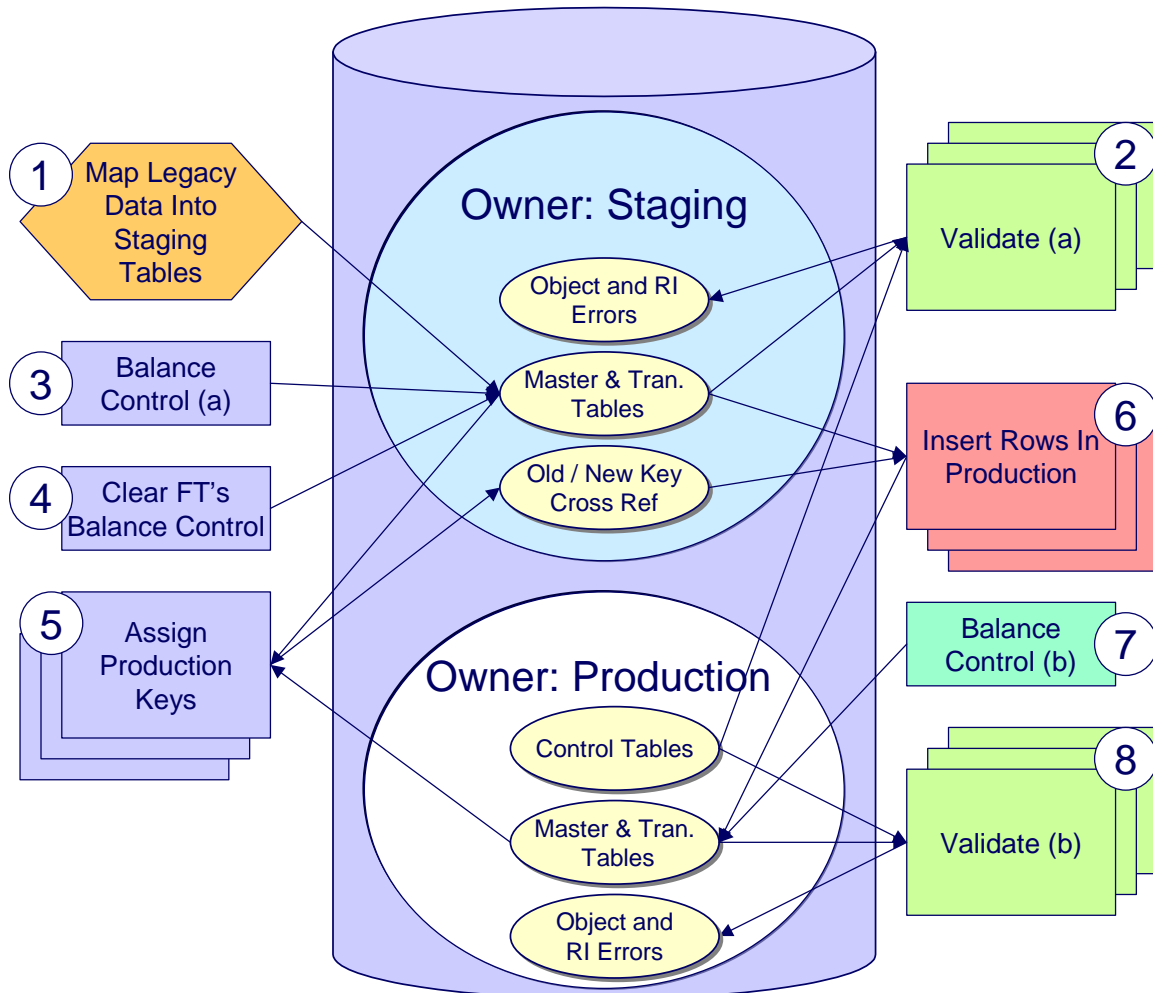 1
Map Legacy
Data Into
Staging
Tables
3
Balance
Control (a)
4
Clear FT's
Balance Control
5
Assign
Production
Keys
Owner: Staging
Object and RI
Errors
Master & Tran.
Tables
Old / New Key
Cross Ref
Owner: Production
Control Tables
Master & Tran.
Tables
Object and
RI Errors
2
Validate (a)
6
Insert Rows In
Production
7
Balance
Control (b)
8
Validate (b)